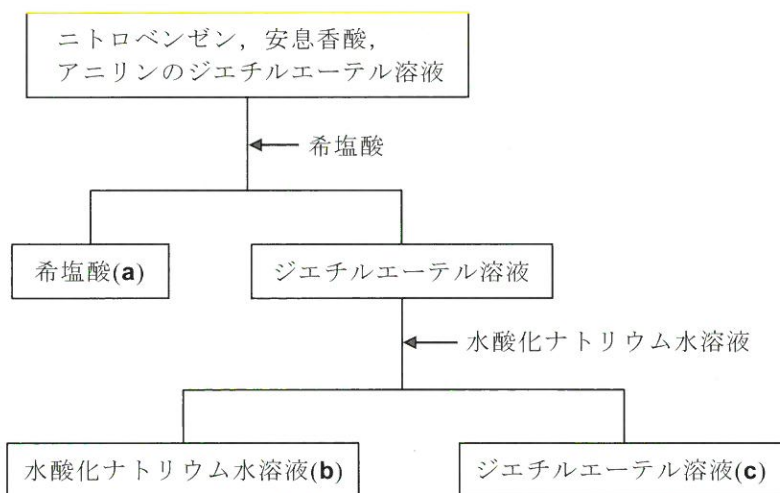 ニトロベンゼン，安息香酸，
アニリンのジエチルエーテル溶液
希塩酸
希塩酸(a)
ジエチルエーテル溶液
水酸化ナトリウム水溶液
水酸化ナトリウム水溶液(b)
ジエチルエーテル溶液(c)